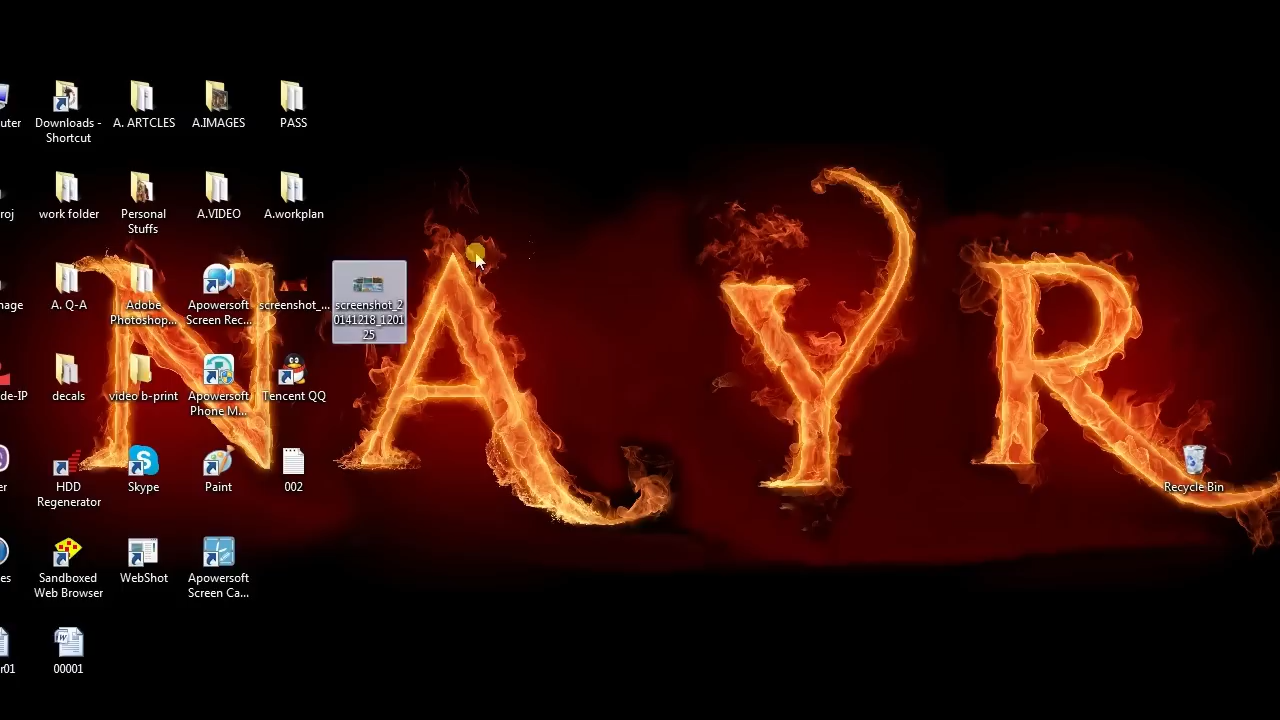 uter
Downloads -
Shortcut
A. ARTCLES
A.IMAGES
PASS
roj
work folder
Personal
Stuffs
A.VIDEO
A.workplan
nage
A. Q-A
Adobe
Photoshop...
Apowersoft
Screen Rec...
screenshot_...
screenshot_2
0141218_1201
25
de-IP
decals
video b-print
Apowersoft
Phone M...
Tencent QQ
er
HDD
Regenerator
Skype
Paint
002
Recycle Bin
es
Sandboxed
Web Browser
WebShot
Apowersoft
Screen Ca...
r01
00001
NAYR